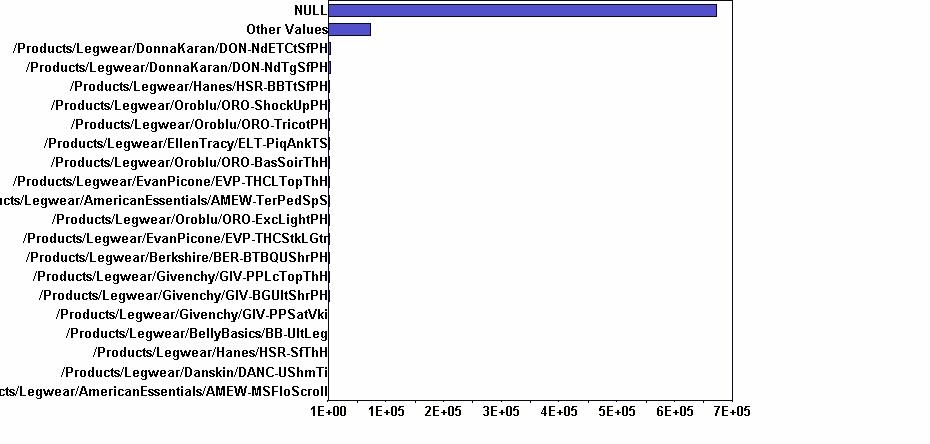 NULL
Other Values
/Products/Legwear/DonnaKaran/DON-NdETCtSfPH
/Products/Legwear/DonnaKaran/DON-NdTgSfPH
/Products/Legwear/Hanes/HSR-BBTtSfPH
/Products/Legwear/Oroblu/ORO-ShockUpPH
/Products/Legwear/Oroblu/ORO-TricotPH
/Products/Legwear/EllenTracy/ELT-PiqAnkTS
/Products/Legwear/Oroblu/ORO-BasSoirThH
/Products/Legwear/EvanPicone/EVP-THCLTopThH
ucts/Legwear/AmericanEssentials/AMEW-TerPedSpS
/Products/Legwear/Oroblu/ORO-ExcLightPH
/Products/Legwear/EvanPicone/EVP-THCStkLGtr
/Products/Legwear/Berkshire/BER-BTBQUShrPH
/Products/Legwear/Givenchy/GIV-PPLcTopThH
/Products/Legwear/Givenchy/GIV-BGUltShrPH
/Products/Legwear/Givenchy/GIV-PPSatVki
/Products/Legwear/BellyBasics/BB-UltLeg
/Products/Legwear/Hanes/HSR-SfThH
/Products/Legwear/Danskin/DANC-UShmTi
cts/Legwear/AmericanEssentials/AMEW-MSFloScroll
1E+00 1E+05 2E+05 3E+05 4E+05 5E+05 6E+05 7E+05